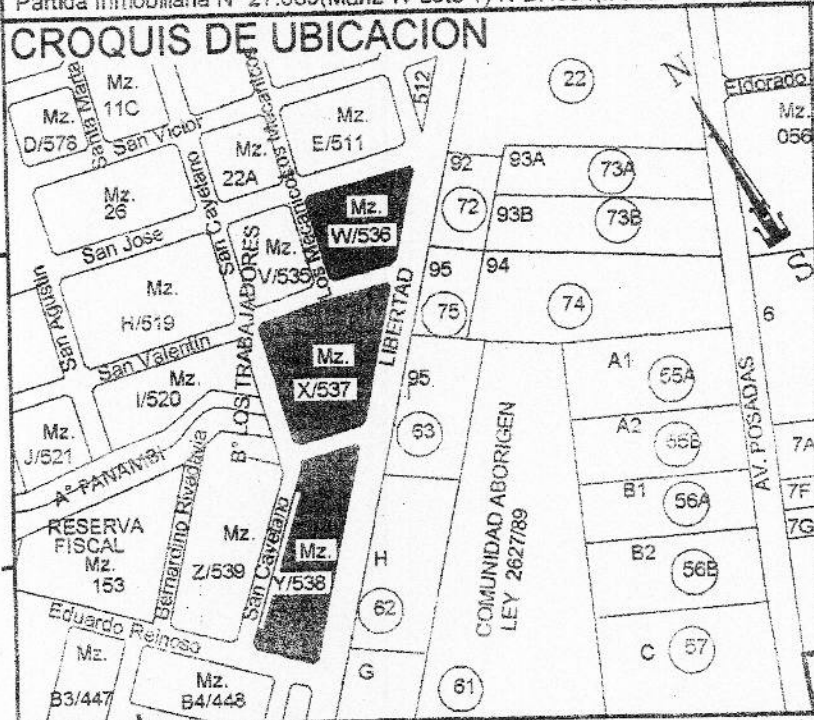 CROQUIS DE UBICACION
Mz.
D/578
Santa Marta
Mz.
11C
San Victor
Los Mecanicos
Mz.
E/511
512
22
N
Eldorado
Mz.
056
Mz.
26
San Cayetano
Mz.
22A
Mz.
W/536
92
72
93A
73A
93B
73B
San Jose
Mz.
V/535
Los Mecanicos
S
San Agustin
Mz.
H/519
Bº LOS TRABAJADORES
LIBERTAD
95
75
94
74
6
San Valentin
Mz.
X/537
Mz.
I/520
95
63
A1
65A
A2
55B
AV. POSADAS
Mz.
J/521
Aº PANAMBI
7A
B1
56A
7F
7G
RESERVA
FISCAL
Mz.
153
Bernardino Rivadavia
Mz.
Z/539
San Cayetano
Mz.
Y/538
H
62
COMUNIDAD ABORIGEN
LEY 2627/89
B2
56B
Eduardo Reinoso
Mz.
B3/447
Mz.
B4/448
G
61
C
57